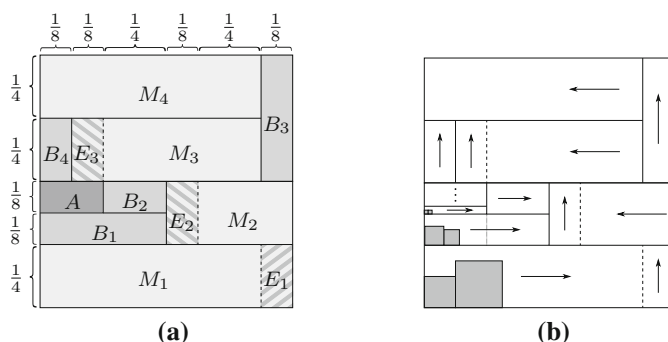 1/8 1/8 1/4 1/8 1/4 1/8
1/4 M₄ B₃
1/4 B₄ E₃ M₃
1/8 A B₂ E₂ M₂
1/8 B₁
1/4 M₁ E₁
(a) (b)